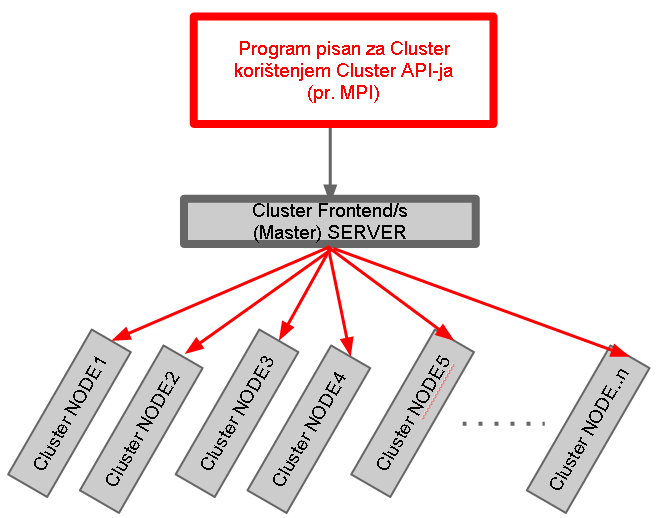 Program pisan za Cluster
korištenjem Cluster API-ja
(pr. MPI)
Cluster Frontend/s
(Master) SERVER
Cluster NODE1
Cluster NODE2
Cluster NODE3
Cluster NODE4
Cluster NODE5
Cluster NODE..n